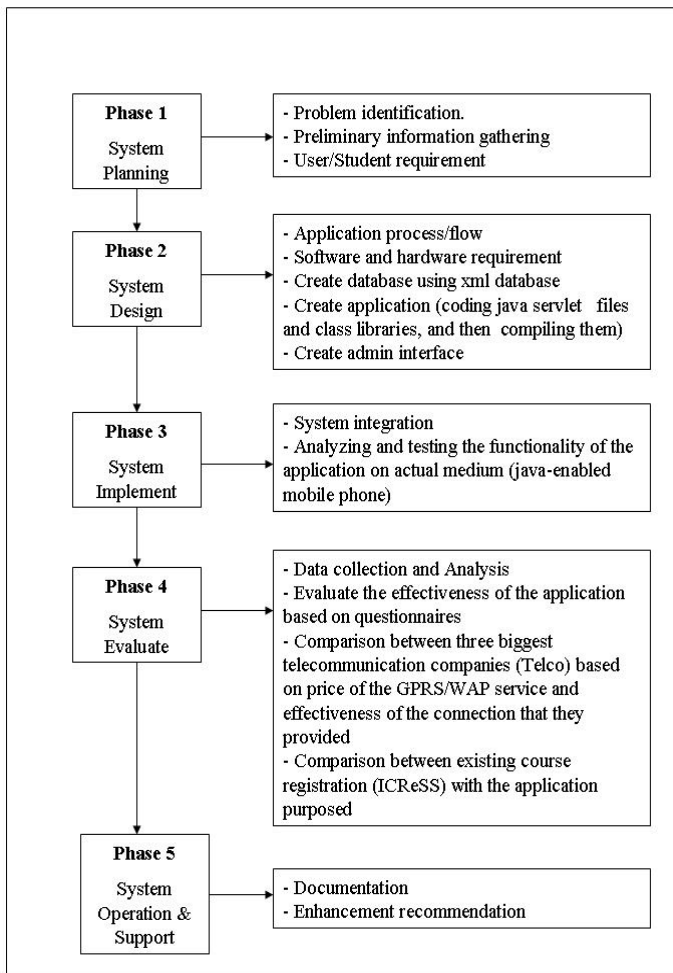 Phase 1
System
Planning
- Problem identification.
- Preliminary information gathering
- User/Student requirement
Phase 2
System
Design
- Application process/flow
- Software and hardware requirement
- Create database using xml database
- Create application (coding java servlet files
and class libraries, and then compiling them)
- Create admin interface
Phase 3
System
Implement
- System integration
- Analyzing and testing the functionality of the
application on actual medium (java-enabled
mobile phone)
Phase 4
System
Evaluate
- Data collection and Analysis
- Evaluate the effectiveness of the application
based on questionnaires
- Comparison between three biggest
telecommunication companies (Telco) based
on price of the GPRS/WAP service and
effectiveness of the connection that they
provided
- Comparison between existing course
registration (ICReSS) with the application
purposed
Phase 5
System
Operation &
Support
- Documentation
- Enhancement recommendation